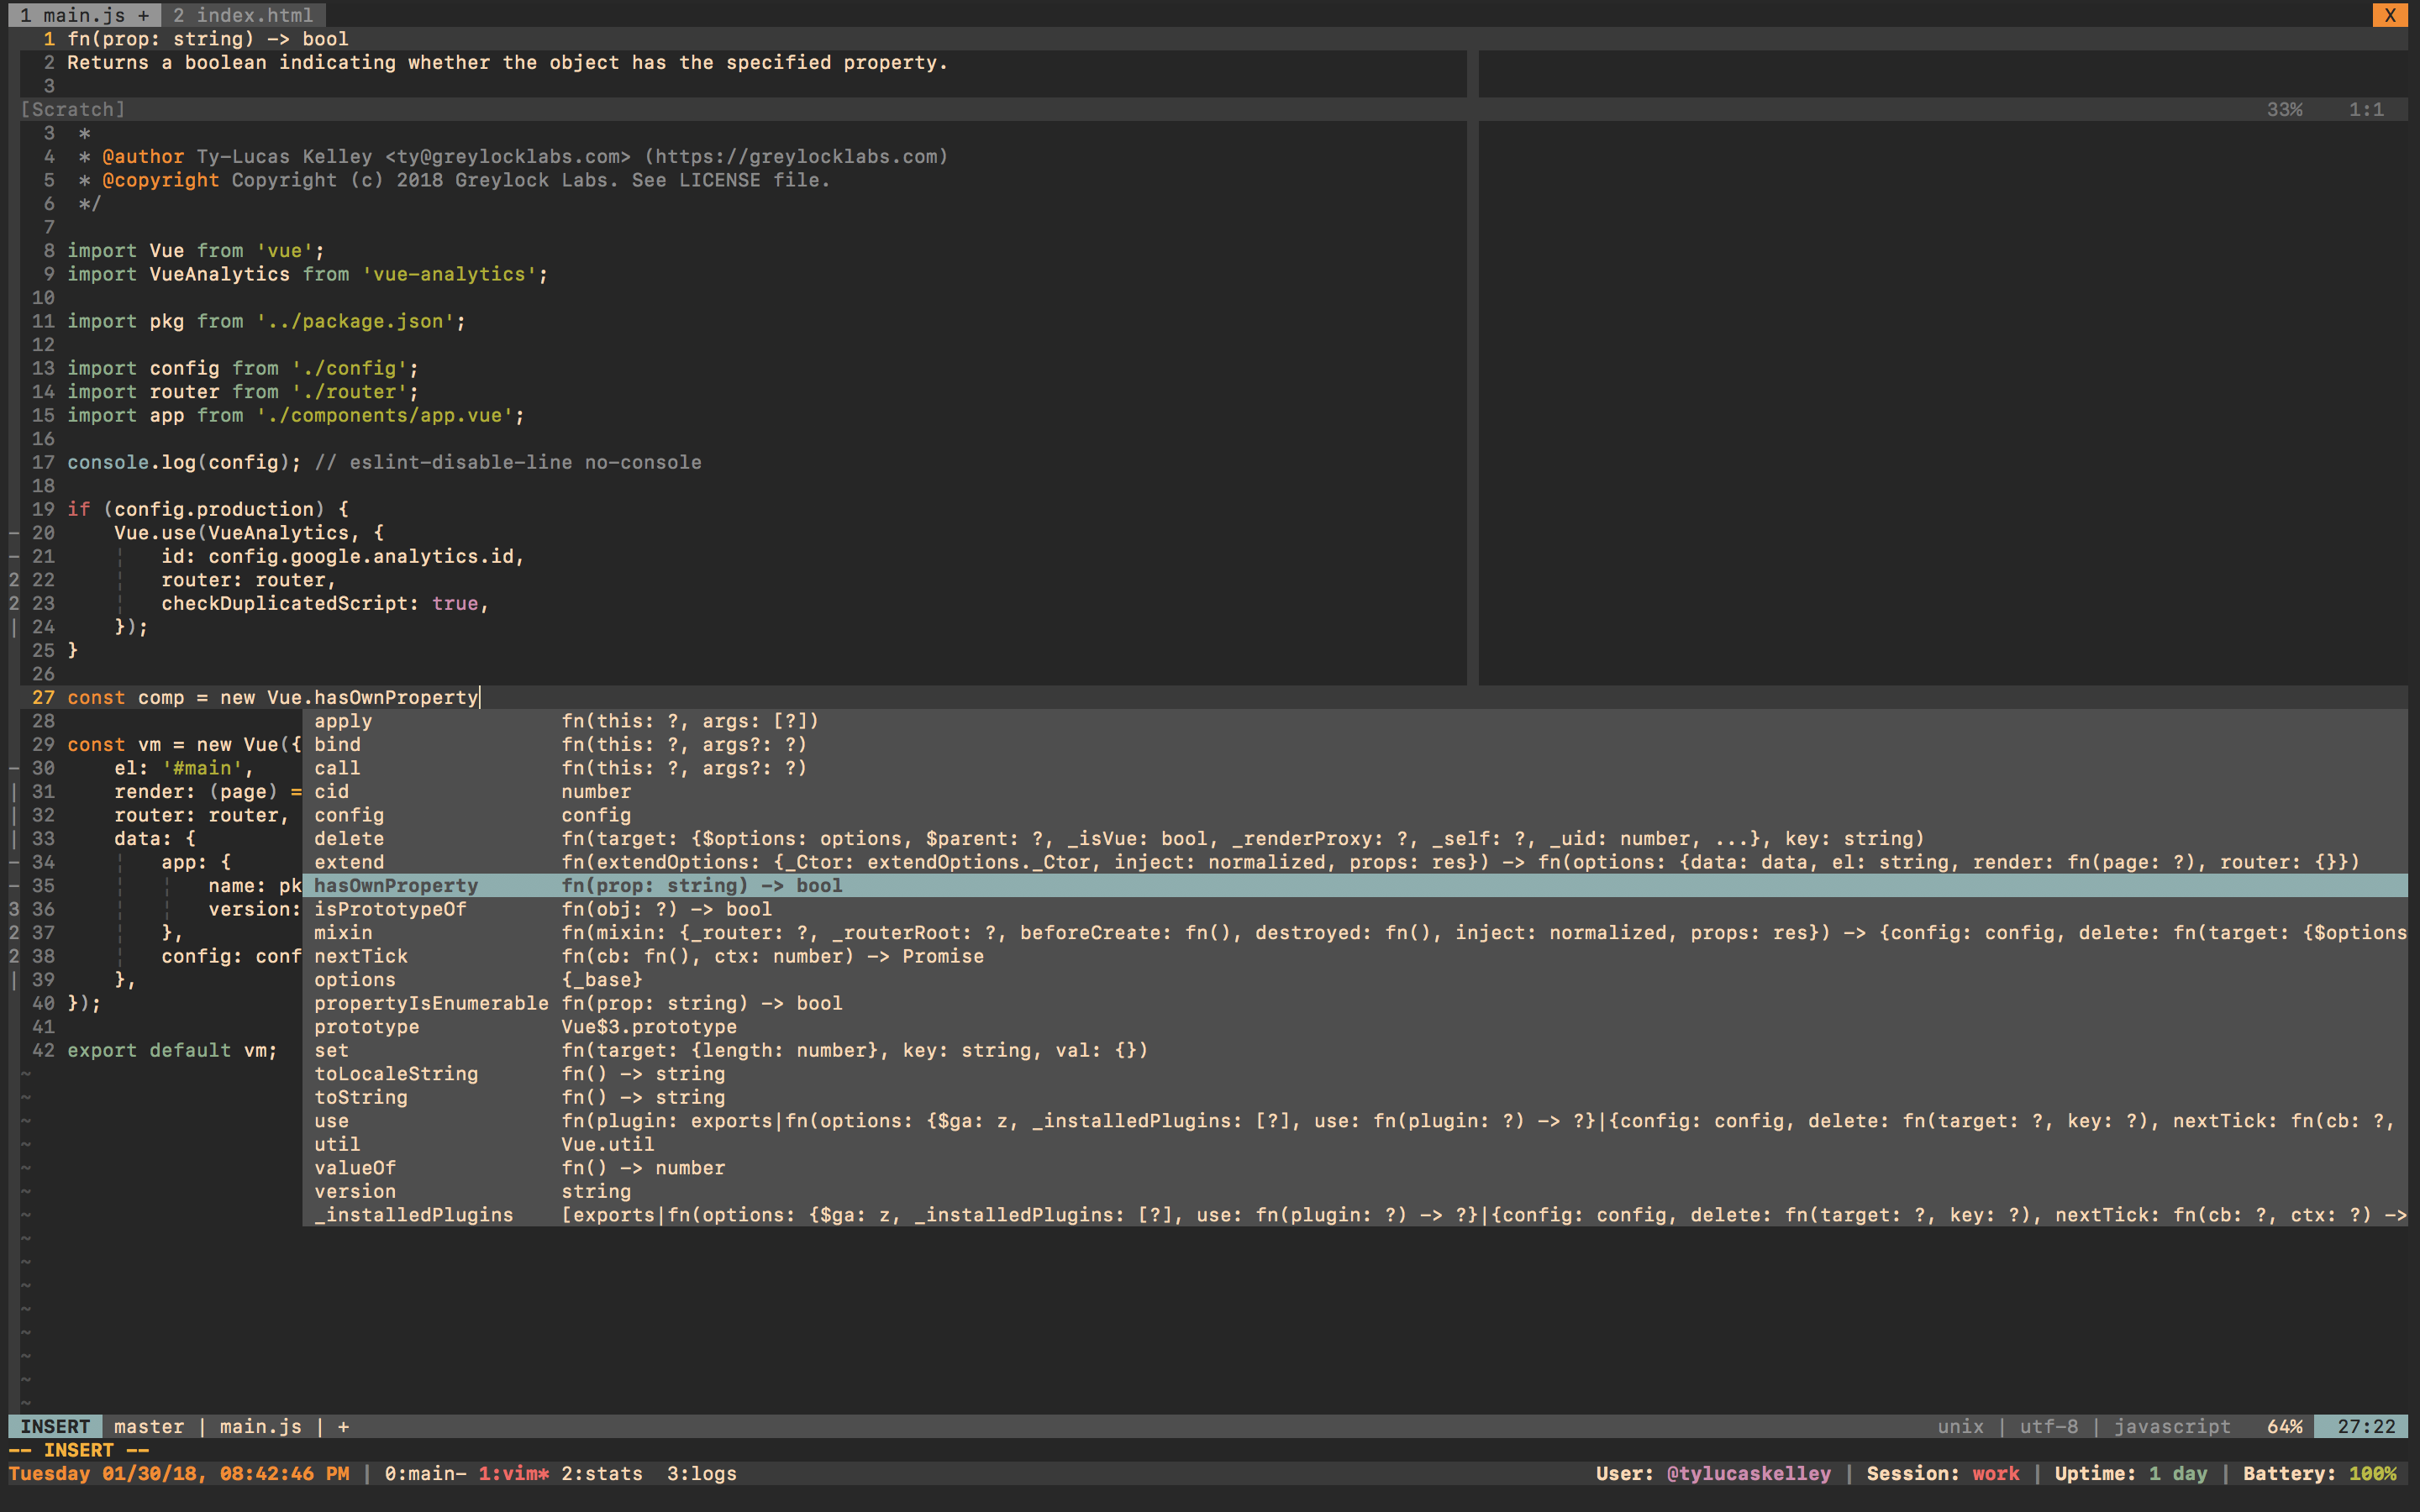 1 main.js + 2 index.html X
1 fn(prop: string) -> bool
2 Returns a boolean indicating whether the object has the specified property.
3
[Scratch] 33% 1:1
3 *
4 * @author Ty-Lucas Kelley <ty@greylocklabs.com> (https://greylocklabs.com)
5 * @copyright Copyright (c) 2018 Greylock Labs. See LICENSE file.
6 */
7
8 import Vue from 'vue';
9 import VueAnalytics from 'vue-analytics';
10
11 import pkg from '../package.json';
12
13 import config from './config';
14 import router from './router';
15 import app from './components/app.vue';
16
17 console.log(config); // eslint-disable-line no-console
18
19 if (config.production) {
- 20 Vue.use(VueAnalytics, {
- 21 ¦ id: config.google.analytics.id,
2 22 ¦ router: router,
2 23 ¦ checkDuplicatedScript: true,
| 24 });
25 }
26
27 const comp = new Vue.hasOwnProperty
28 apply fn(this: ?, args: [?])
29 const vm = new Vue({ bind fn(this: ?, args?: ?)
- 30 el: '#main', call fn(this: ?, args?: ?)
| 31 render: (page) = cid number
| 32 router: router, config config
| 33 data: { delete fn(target: {$options: options, $parent: ?, _isVue: bool, _renderProxy: ?, _self: ?, _uid: number, ...}, key: string)
- 34 ¦ app: { extend fn(extendOptions: {_Ctor: extendOptions._Ctor, inject: normalized, props: res}) -> fn(options: {data: data, el: string, render: fn(page: ?), router: {}})
- 35 ¦ ¦ name: pk hasOwnProperty fn(prop: string) -> bool
3 36 ¦ ¦ version: isPrototypeOf fn(obj: ?) -> bool
2 37 ¦ }, mixin fn(mixin: {_router: ?, _routerRoot: ?, beforeCreate: fn(), destroyed: fn(), inject: normalized, props: res}) -> {config: config, delete: fn(target: {$options
2 38 ¦ config: conf nextTick fn(cb: fn(), ctx: number) -> Promise
| 39 }, options {_base}
40 }); propertyIsEnumerable fn(prop: string) -> bool
41 prototype Vue$3.prototype
42 export default vm; set fn(target: {length: number}, key: string, val: {})
~ toLocaleString fn() -> string
~ toString fn() -> string
~ use fn(plugin: exports|fn(options: {$ga: z, _installedPlugins: [?], use: fn(plugin: ?) -> ?}|{config: config, delete: fn(target: ?, key: ?), nextTick: fn(cb: ?,
~ util Vue.util
~ valueOf fn() -> number
~ version string
~ _installedPlugins [exports|fn(options: {$ga: z, _installedPlugins: [?], use: fn(plugin: ?) -> ?}|{config: config, delete: fn(target: ?, key: ?), nextTick: fn(cb: ?, ctx: ?) ->
~
~
~
~
~
~
~
~
INSERT master | main.js | + unix | utf-8 | javascript 64% 27:22
-- INSERT --
Tuesday 01/30/18, 08:42:46 PM | 0:main- 1:vim* 2:stats 3:logs User: @tylucaskelley | Session: work | Uptime: 1 day | Battery: 100%